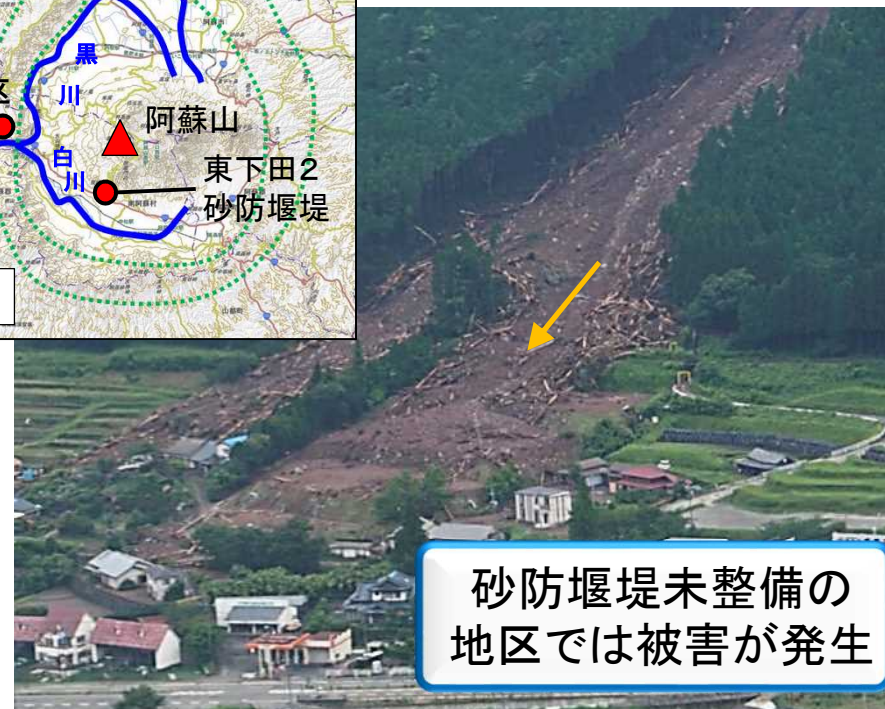 黒
川
区
阿蘇山
白
川
東下田2
砂防堰堤
砂防堰堤未整備の
地区では被害が発生